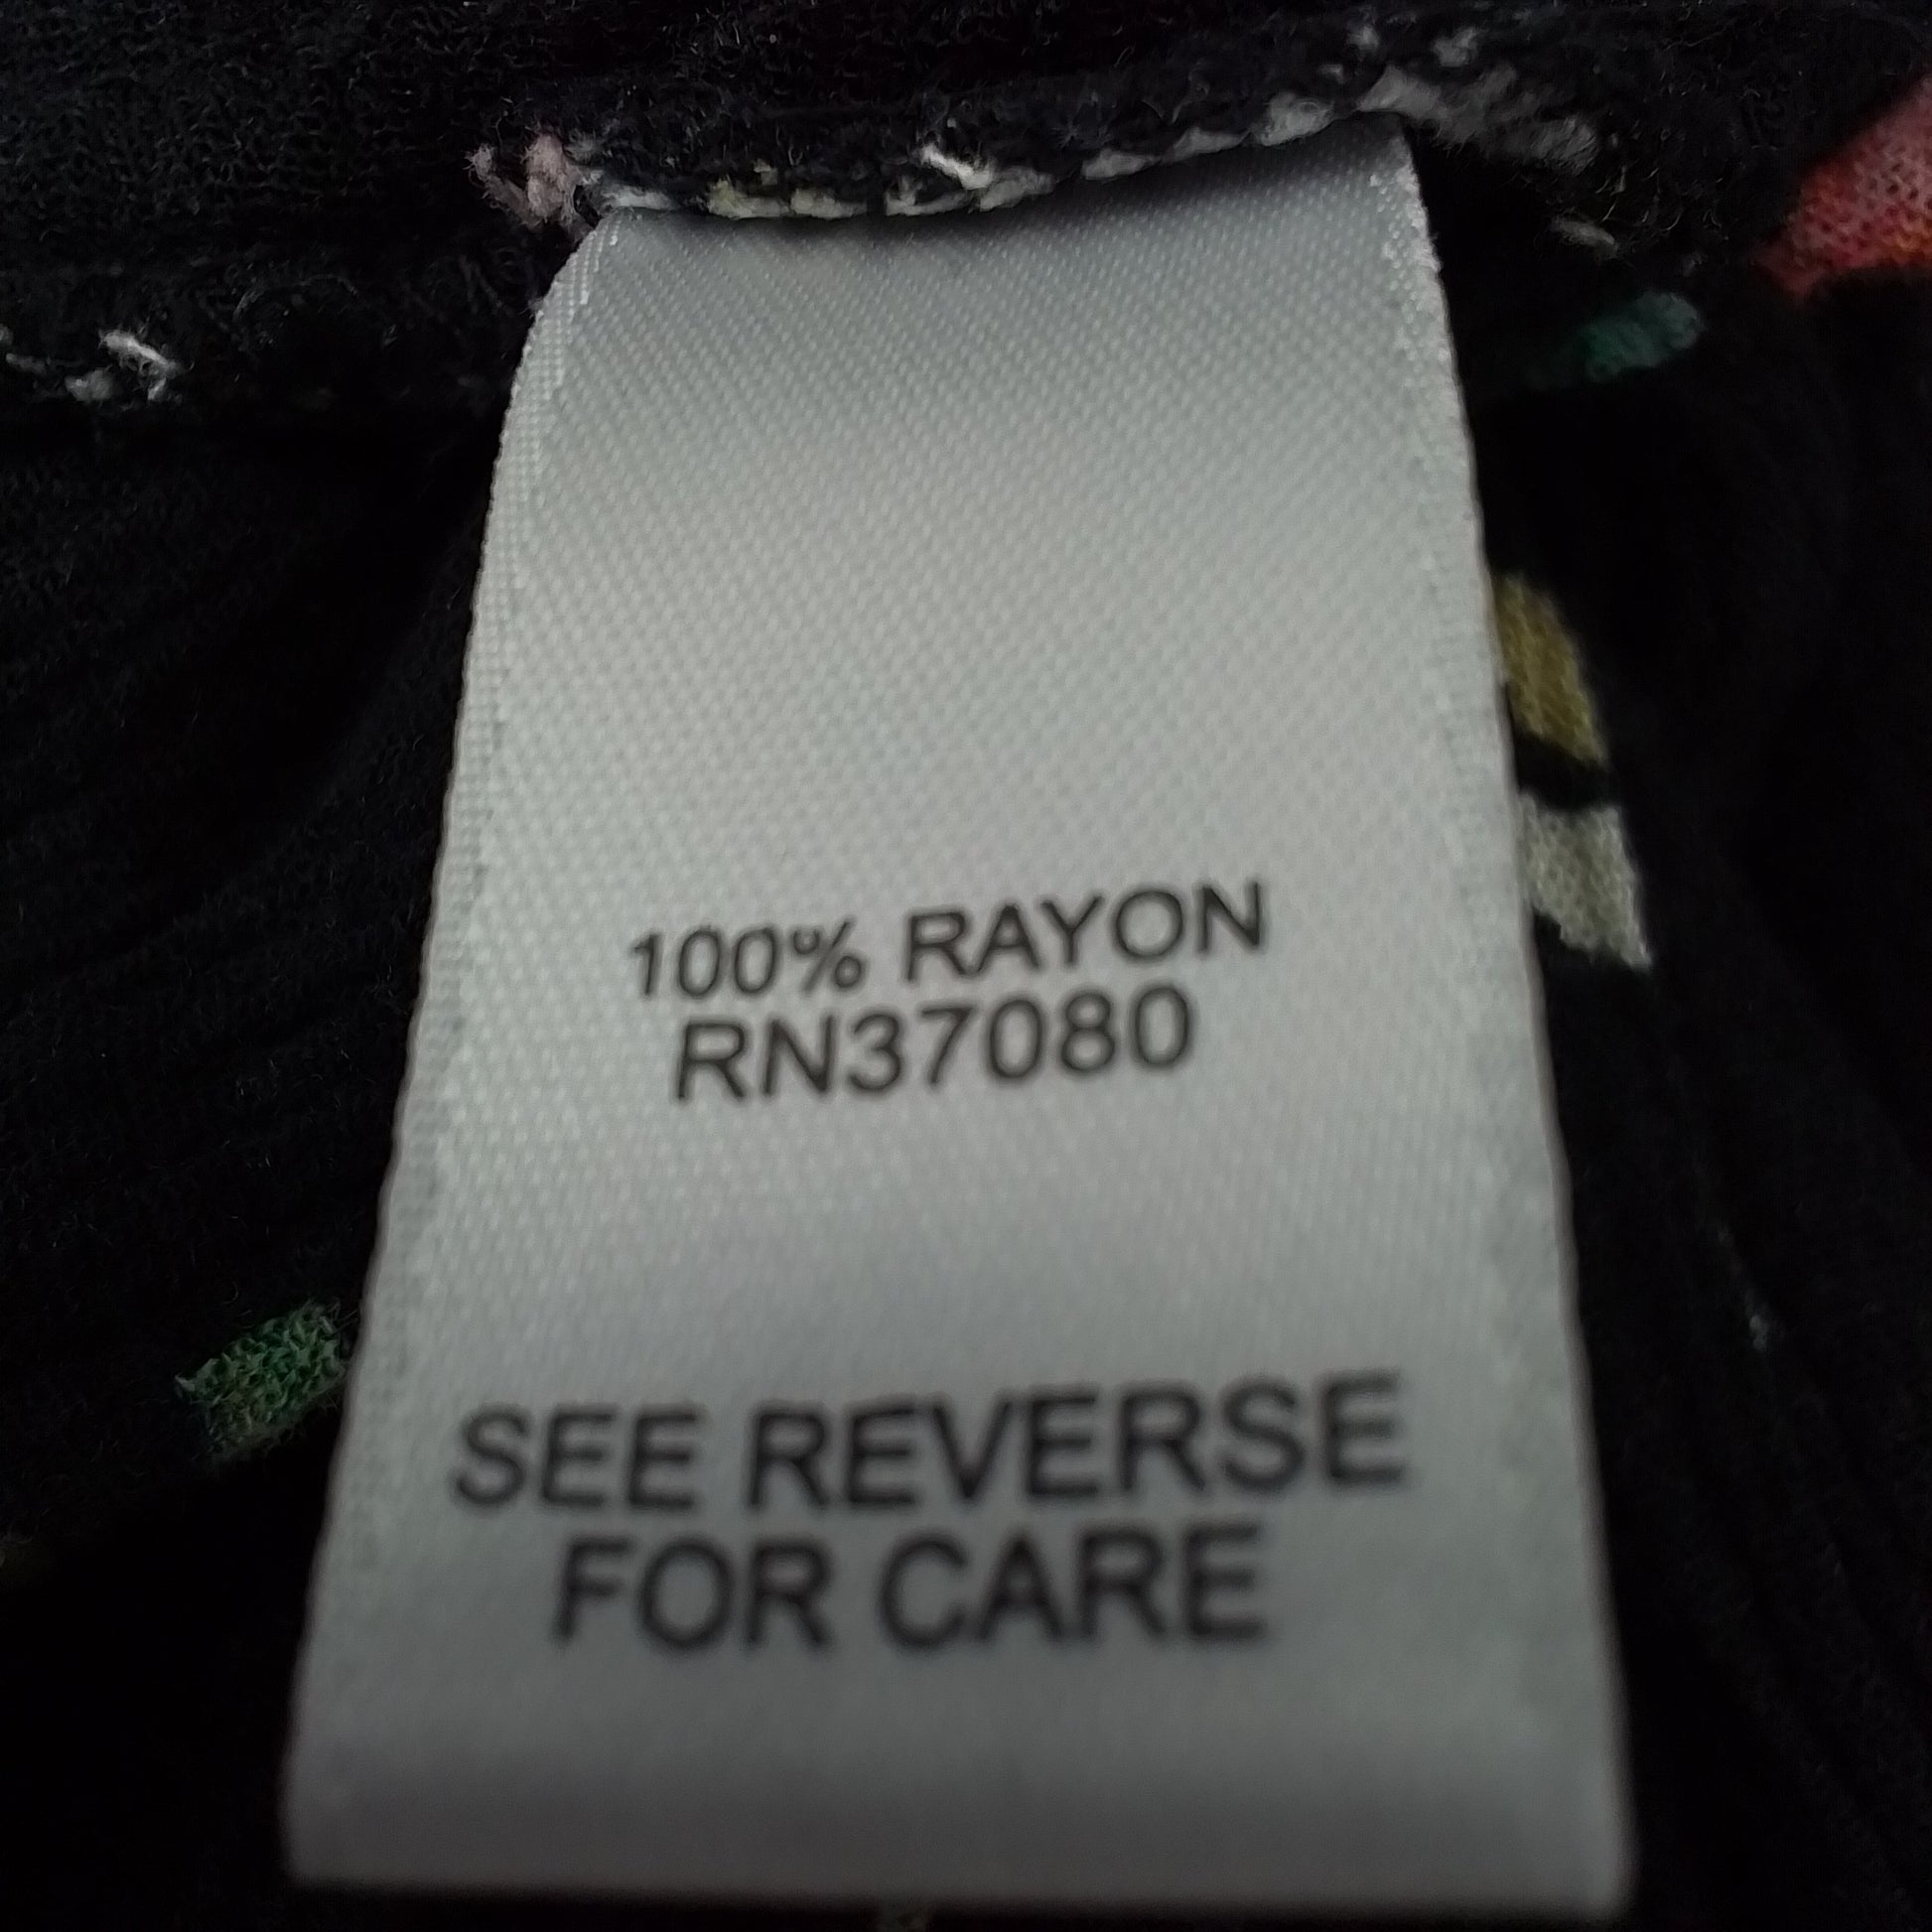 100% RAYON
RN37080
SEE REVERSE
FOR CARE